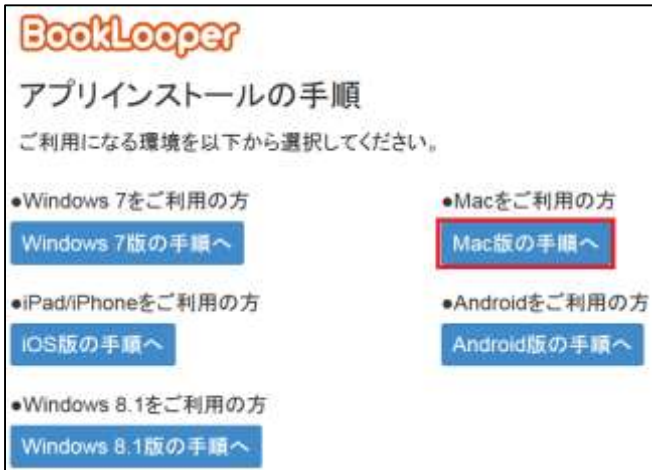 BookLooper
アプリインストールの手順
ご利用になる環境を以下から選択してください。
●Windows 7をご利用の方
Windows 7版の手順へ
●Macをご利用の方
Mac版の手順へ
●iPad/iPhoneをご利用の方
iOS版の手順へ
●Androidをご利用の方
Android版の手順へ
●Windows 8.1をご利用の方
Windows 8.1版の手順へ